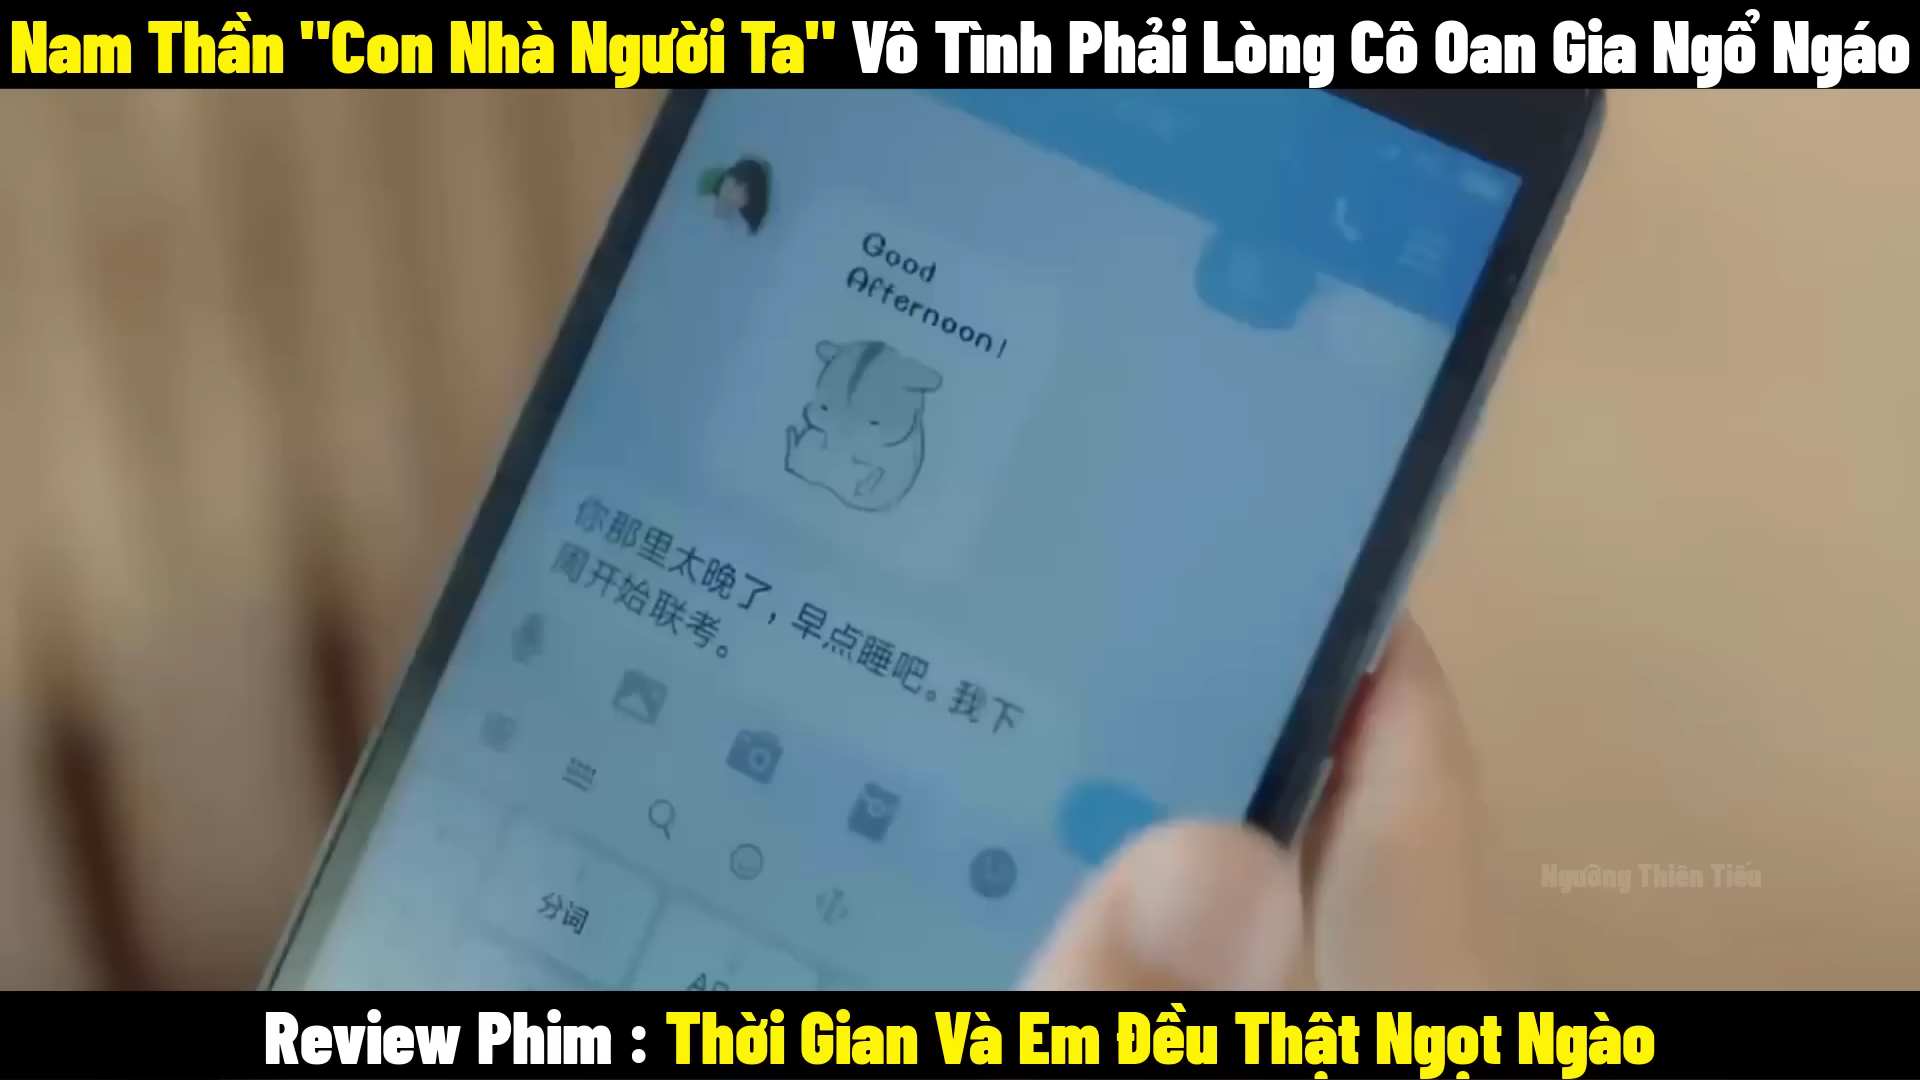 Nam Thần "Con Nhà Người Ta" Vô Tình Phải Lòng Cô Oan Gia Ngổ Ngáo
Good
Afternoon!
你那里太晚了，早点睡吧。我下
周开始联考。
分词
Ngưỡng Thiên Tiếu
Review Phim : Thời Gian Và Em Đều Thật Ngọt Ngào